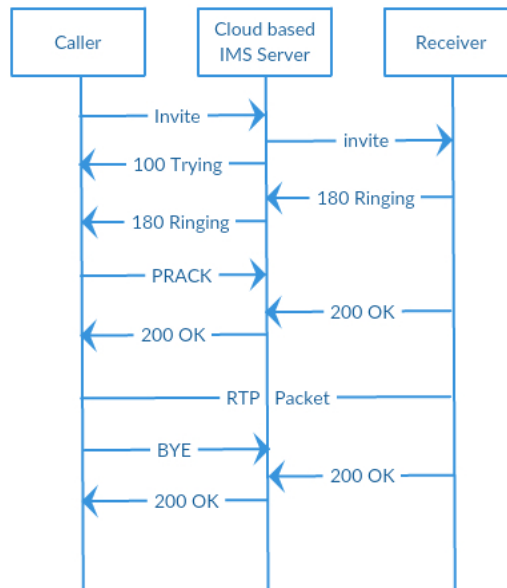 Caller
Cloud based
IMS Server
Receiver
Invite
invite
100 Trying
180 Ringing
180 Ringing
PRACK
200 OK
200 OK
RTP Packet
BYE
200 OK
200 OK